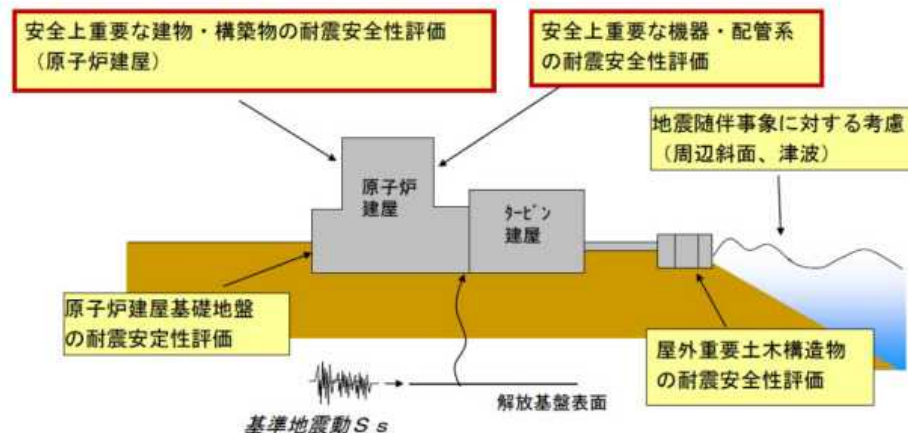 安全上重要な建物・構築物の耐震安全性評価
（原子炉建屋）
安全上重要な機器・配管系
の耐震安全性評価
地震随伴事象に対する考慮
（周辺斜面、津波）
原子炉
建屋
ﾀｰﾋﾞﾝ
建屋
原子炉建屋基礎地盤
の耐震安定性評価
屋外重要土木構造物
の耐震安全性評価
解放基盤表面
基準地震動Ｓｓ